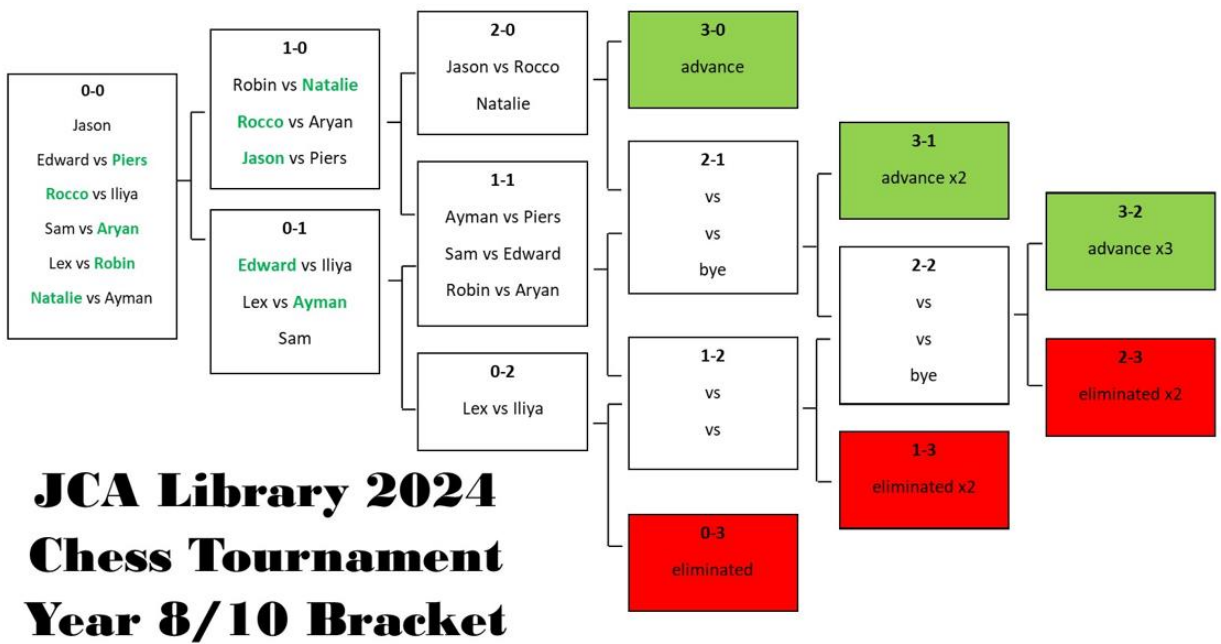 0-0
Jason
Edward vs Piers
Rocco vs Iliya
Sam vs Aryan
Lex vs Robin
Natalie vs Ayman
1-0
Robin vs Natalie
Rocco vs Aryan
Jason vs Piers
0-1
Edward vs Iliya
Lex vs Ayman
Sam
2-0
Jason vs Rocco
Natalie
1-1
Ayman vs Piers
Sam vs Edward
Robin vs Aryan
0-2
Lex vs Iliya
3-0
advance
2-1
vs
vs
bye
1-2
vs
vs
0-3
eliminated
3-1
advance x2
2-2
vs
vs
bye
1-3
eliminated x2
3-2
advance x3
2-3
eliminated x2
JCA Library 2024
Chess Tournament
Year 8/10 Bracket